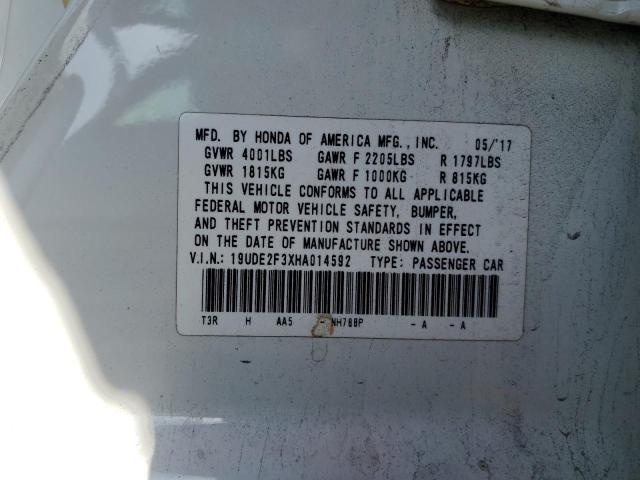 MFD. BY HONDA OF AMERICA MFG., INC. 05/'17
GVWR 4001LBS GAWR F 2205LBS R 1797LBS
GVWR 1815KG GAWR F 1000KG R 815KG
THIS VEHICLE CONFORMS TO ALL APPLICABLE
FEDERAL MOTOR VEHICLE SAFETY, BUMPER,
AND THEFT PREVENTION STANDARDS IN EFFECT
ON THE DATE OF MANUFACTURE SHOWN ABOVE.
V.I.N.: 19UDE2F3XHA014592 TYPE: PASSENGER CAR
T3R H AA5 - NH788P - A - A